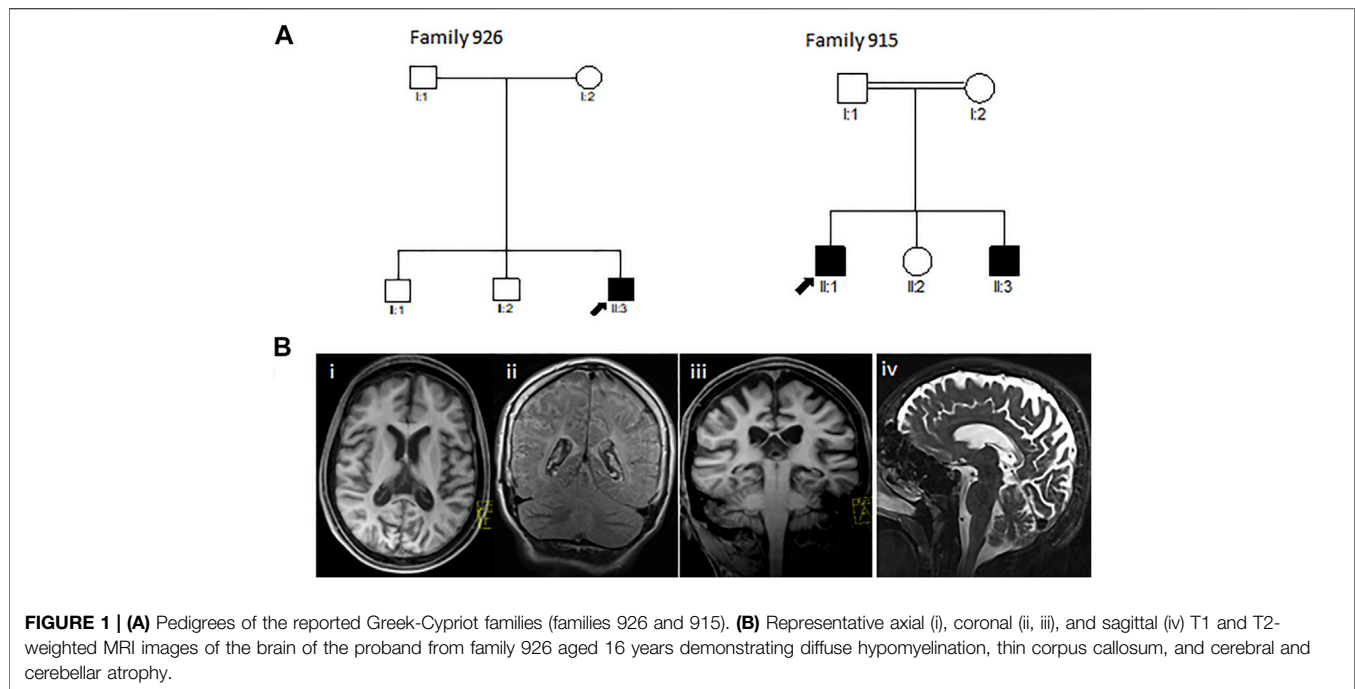 A
Family 926
Family 915
I:1
I:2
I:1
I:2
II:1
II:2
II:3
II:1
II:2
II:3
B
i
ii
iii
iv
FIGURE 1 | (A) Pedigrees of the reported Greek-Cypriot families (families 926 and 915). (B) Representative axial (i), coronal (ii, iii), and sagittal (iv) T1 and T2-
weighted MRI images of the brain of the proband from family 926 aged 16 years demonstrating diffuse hypomyelination, thin corpus callosum, and cerebral and
cerebellar atrophy.